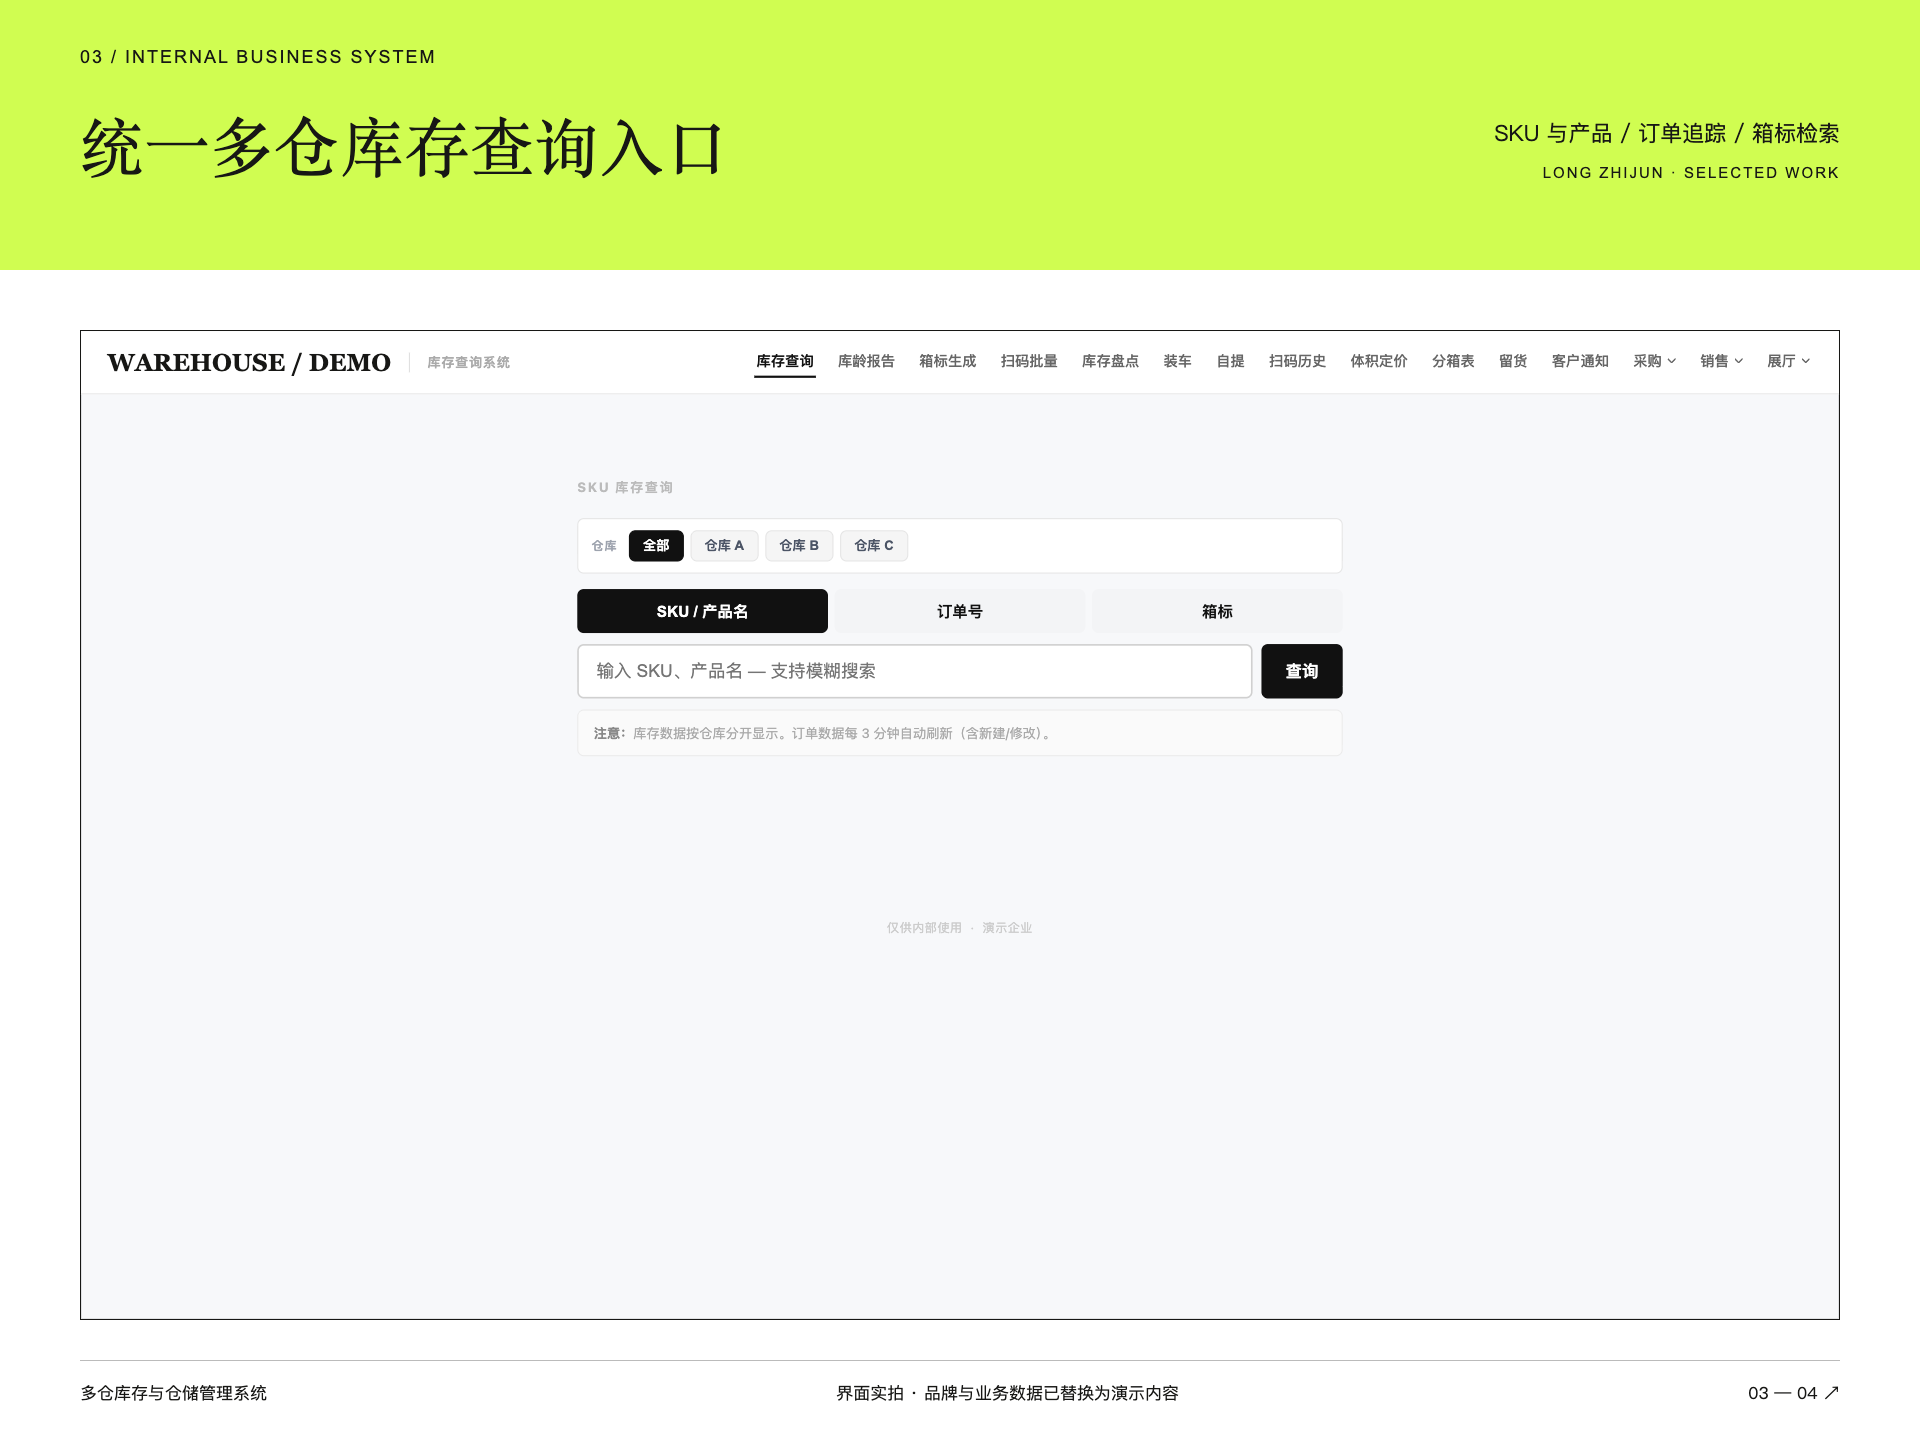 03 / INTERNAL BUSINESS SYSTEM
统一多仓库存查询入口
SKU 与产品 / 订单追踪 / 箱标检索
LONG ZHIJUN · SELECTED WORK
WAREHOUSE / DEMO 库存查询系统 库存查询 库龄报告 箱标生成 扫码批量 库存盘点 装车 自提 扫码历史 体积定价 分箱表 留货 客户通知 采购 销售 展厅
SKU 库存查询
仓库 全部 仓库 A 仓库 B 仓库 C
SKU / 产品名 订单号 箱标
输入 SKU、产品名 — 支持模糊搜索 查询
注意：库存数据按仓库分开显示。订单数据每 3 分钟自动刷新（含新建/修改）。
仅供内部使用 · 演示企业
多仓库存与仓储管理系统 界面实拍 · 品牌与业务数据已替换为演示内容 03 — 04 ↗